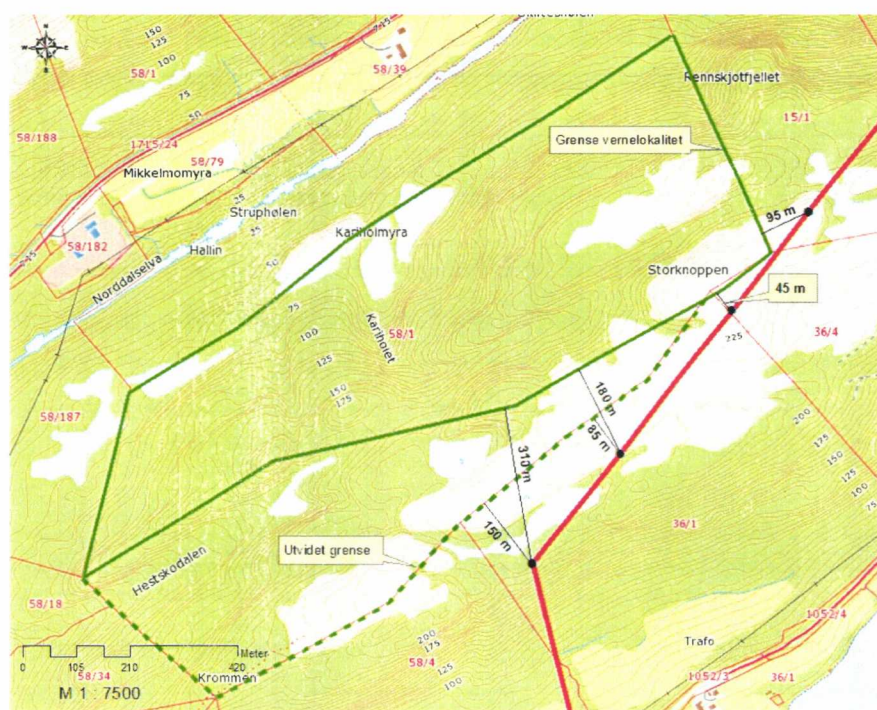 58/1
58/39
Rennskjotfjellet
15/1
58/188
1715/24
58/79
Grense vernelokalitet
Mikkelmomyra
Struphølen
Karlholmyra
95 m
58/182
Hallin
Norddalselva
Storknoppen
45 m
58/1
Karlholet
36/4
225
58/187
180 m
85 m
310 m
150 m
36/1
Utvidet grense
Hestskodalen
58/18
1052/4
Meter
0 105 210 420
Trafo
58/4
58/34
Krommen
1052/3
36/1
M 1 : 7500
150
125
100
75
50
25
50
75
100
125
150
175
200
175
150
125
100
75
200
175
125
100